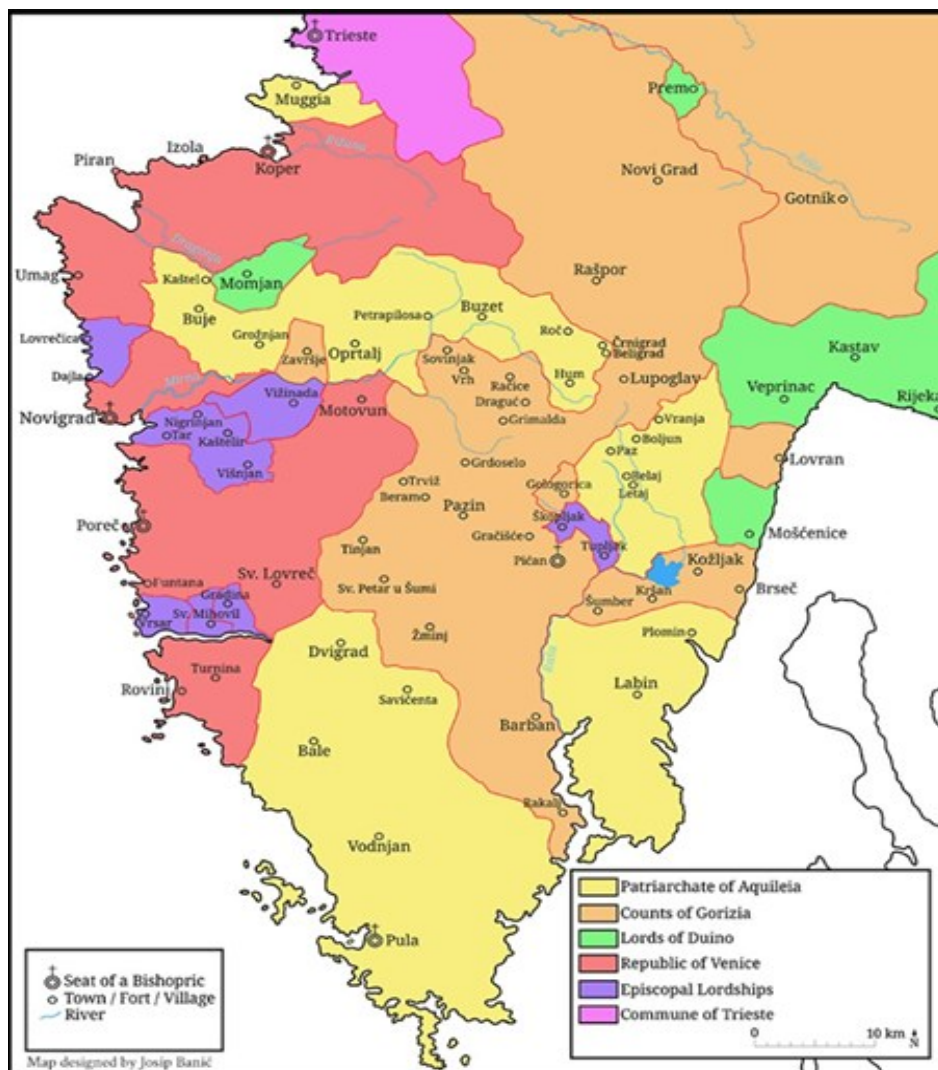 Trieste
Muggia
Premo
Rižana
Izola
Koper
Piran
Novi Grad
Reka
Gotnik
Dragonja
Umag
Kaštel
Momjan
Rašpor
Buje
Petrapilosa
Buzet
Roč
Lovrečica
Grožnjan
Završje
Oprtalj
Sovinjak
Črnigrad
Beligrad
Kastav
Dajla
Mirna
Vrh
Račice
Hum
Lupoglav
Veprinac
Rijeka
Novigrad
Vižinada
Motovun
Draguć
Nigrinjan
Tar
Kaštelir
Grimalda
Vranja
Boljun
Višnjan
Grdoselo
Paz
Lovran
Trviž
Beram
Gologorica
Belaj
Letaj
Poreč
Pazin
Škopljak
Gračišće
Mošćenice
Tinjan
Pićan
Tupljak
Kožljak
Funtana
Sv. Lovreč
Sv. Petar u Šumi
Kršan
Brseč
Gradina
Vrsar
Sv. Mihovil
Šumber
Žminj
Plomin
Dvigrad
Raša
Turnina
Rovinj
Savičenta
Labin
Barban
Bale
Rakalj
Vodnjan
Pula
Patriarchate of Aquileia
Counts of Gorizia
Lords of Duino
Republic of Venice
Episcopal Lordships
Commune of Trieste
0 10 km
N
Seat of a Bishopric
Town / Fort / Village
River
Map designed by Josip Banić